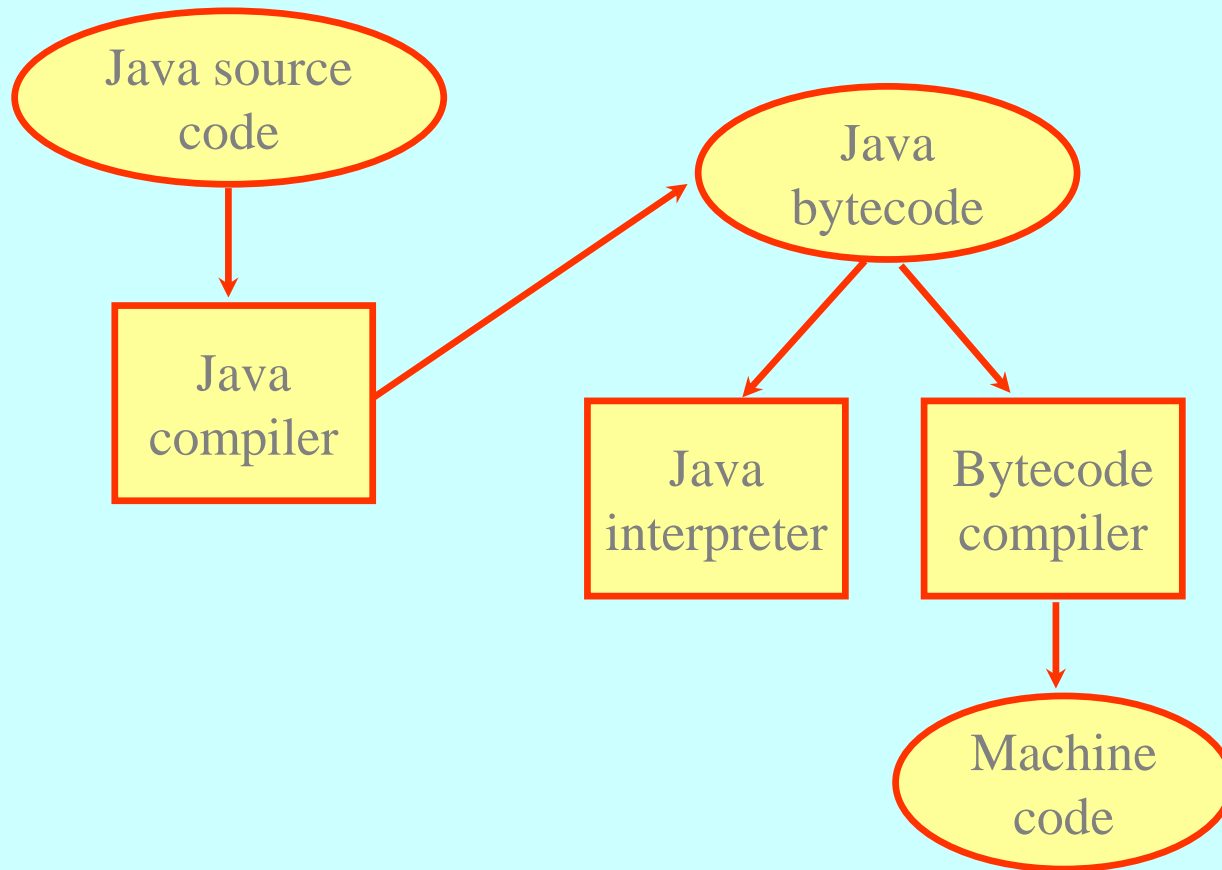 Java source
code
Java
compiler
Java
bytecode
Java
interpreter
Bytecode
compiler
Machine
code